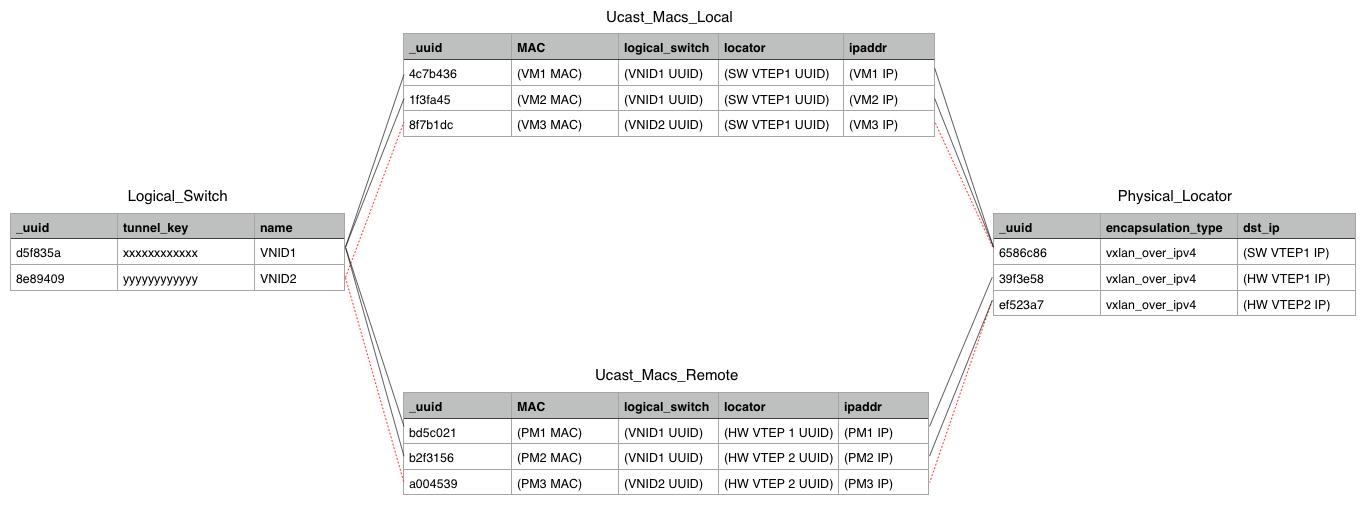 Ucast_Macs_Local
_uuid MAC logical_switch locator ipaddr
4c7b436 (VM1 MAC) (VNID1 UUID) (SW VTEP1 UUID) (VM1 IP)
1f3fa45 (VM2 MAC) (VNID1 UUID) (SW VTEP1 UUID) (VM2 IP)
8f7b1dc (VM3 MAC) (VNID2 UUID) (SW VTEP1 UUID) (VM3 IP)
Logical_Switch
_uuid tunnel_key name
d5f835a xxxxxxxxxxxx VNID1
8e89409 yyyyyyyyyyyy VNID2
Physical_Locator
_uuid encapsulation_type dst_ip
6586c86 vxlan_over_ipv4 (SW VTEP1 IP)
39f3e58 vxlan_over_ipv4 (HW VTEP1 IP)
ef523a7 vxlan_over_ipv4 (HW VTEP2 IP)
Ucast_Macs_Remote
_uuid MAC logical_switch locator ipaddr
bd5c021 (PM1 MAC) (VNID1 UUID) (HW VTEP 1 UUID) (PM1 IP)
b2f3156 (PM2 MAC) (VNID1 UUID) (HW VTEP 2 UUID) (PM2 IP)
a004539 (PM3 MAC) (VNID2 UUID) (HW VTEP 2 UUID) (PM3 IP)